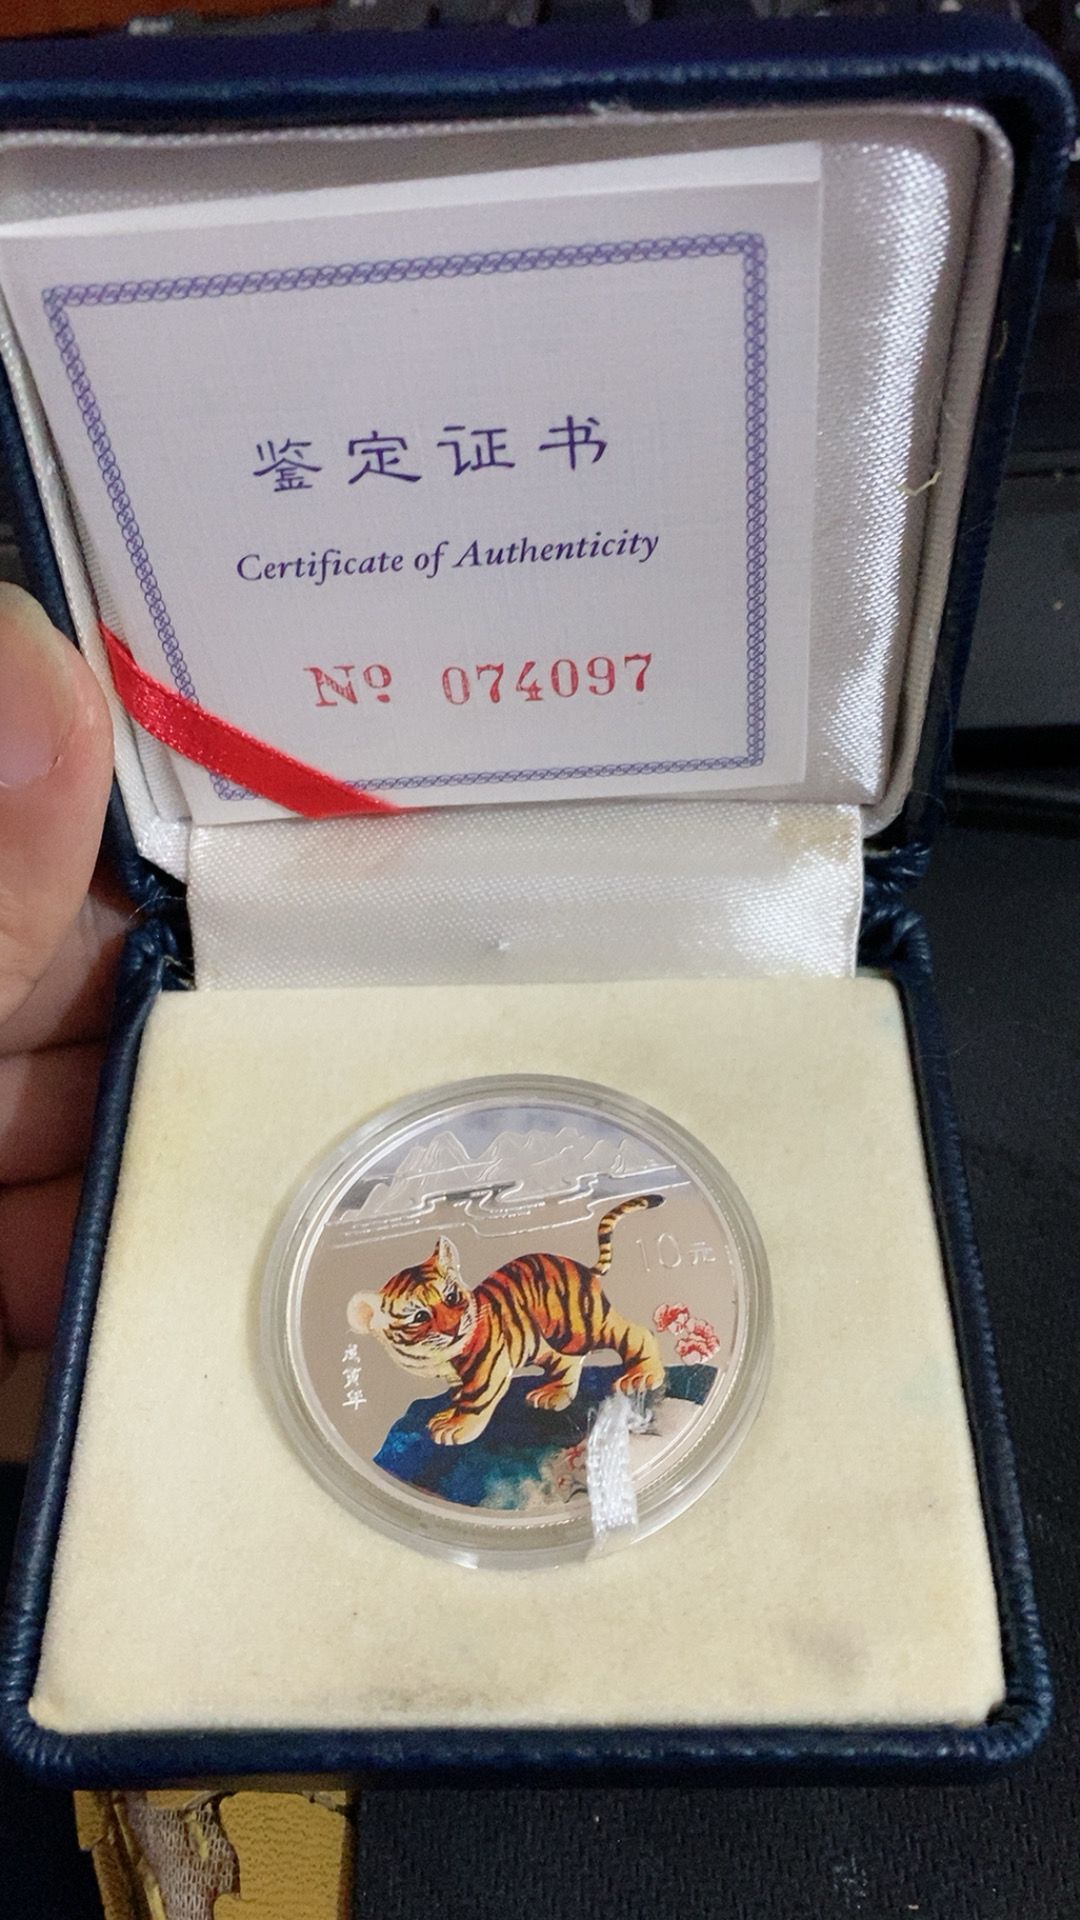 鉴定证书
Certificate of Authenticity
Nº 074097
10元
戊寅年